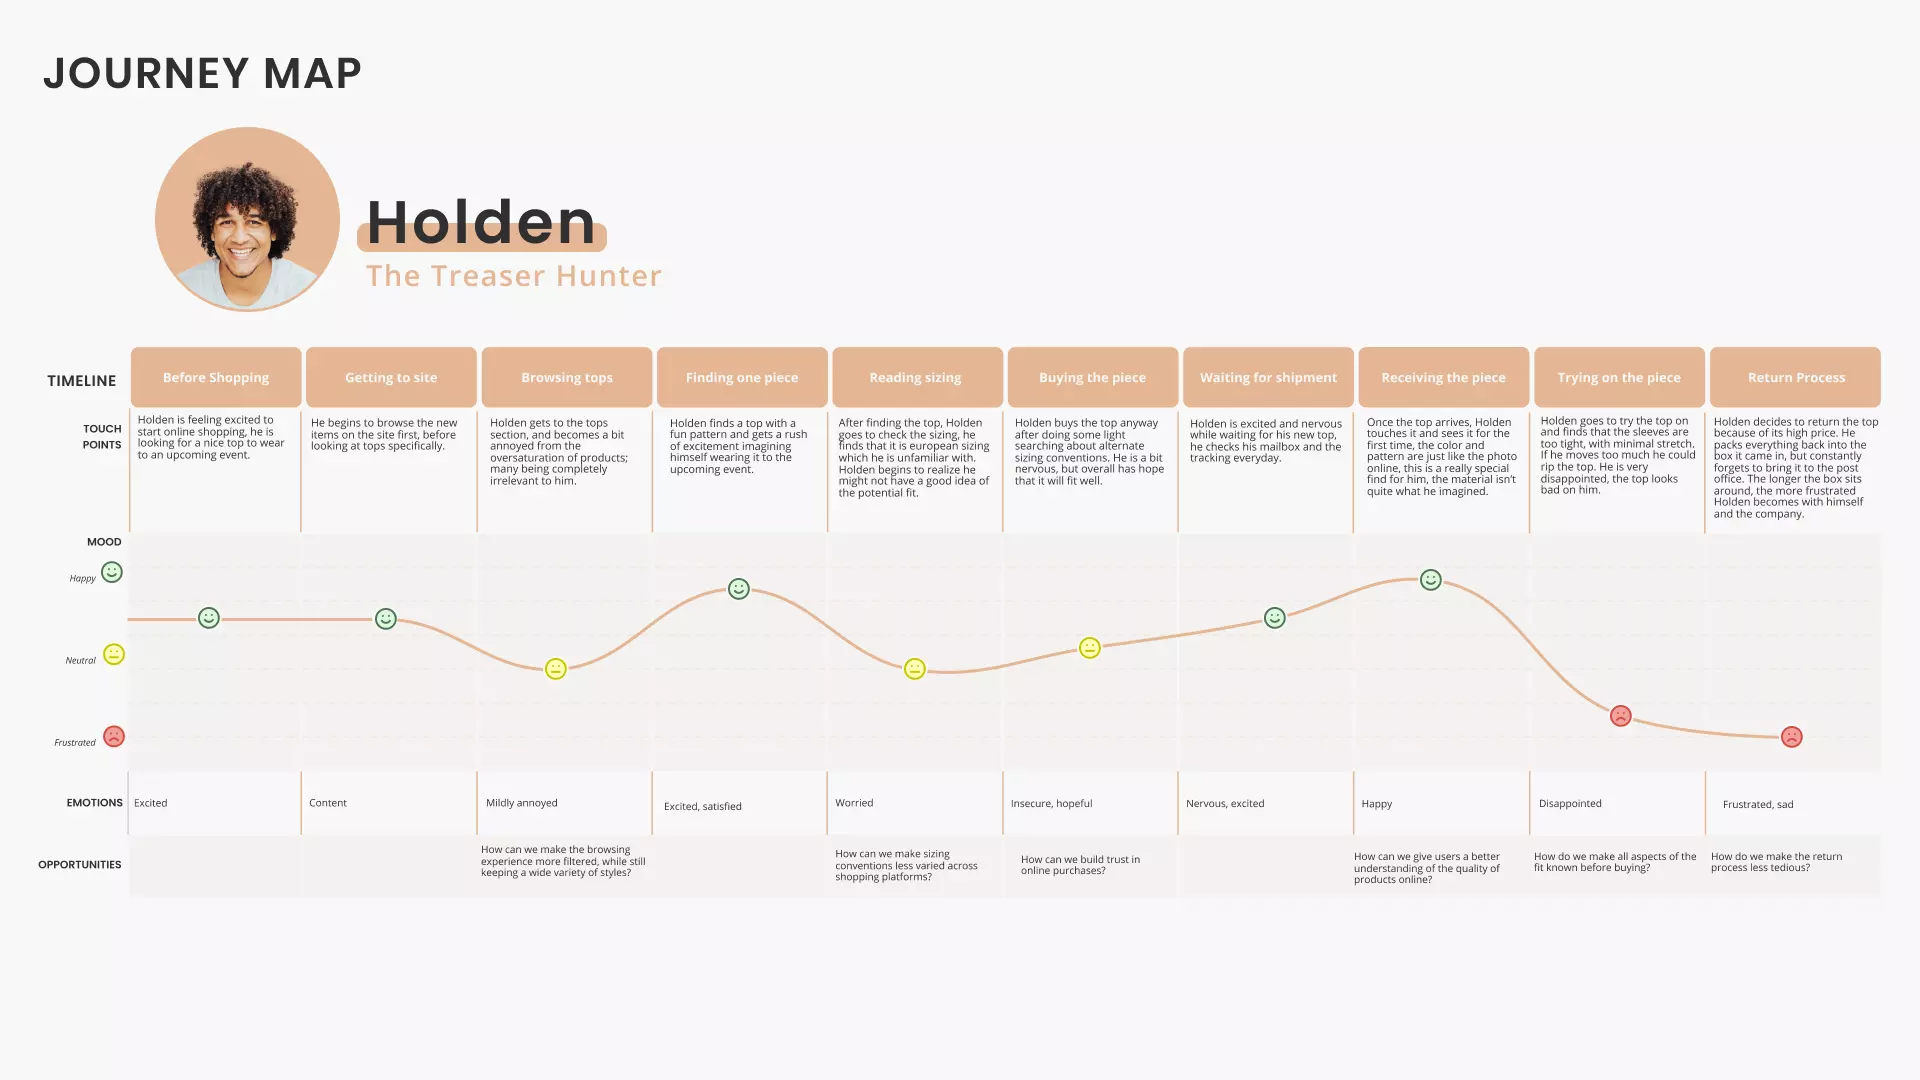 JOURNEY MAP
Holden
The Treaser Hunter
TIMELINE
Before Shopping
Getting to site
Browsing tops
Finding one piece
Reading sizing
Buying the piece
Waiting for shipment
Receiving the piece
Trying on the piece
Return Process
TOUCH
POINTS
Holden is feeling excited to
start online shopping, he is
looking for a nice top to wear
to an upcoming event.
He begins to browse the new
items on the site first, before
looking at tops specifically.
Holden gets to the tops
section, and becomes a bit
annoyed from the
oversaturation of products;
many being completely
irrelevant to him.
Holden finds a top with a
fun pattern and gets a rush
of excitement imagining
himself wearing it to the
upcoming event.
After finding the top, Holden
goes to check the sizing, he
finds that it is european sizing
which he is unfamiliar with.
Holden begins to realize he
might not have a good idea of
the potential fit.
Holden buys the top anyway
after doing some light
searching about alternate
sizing conventions. He is a bit
nervous, but overall has hope
that it will fit well.
Holden is excited and nervous
while waiting for his new top,
he checks his mailbox and the
tracking everyday.
Once the top arrives, Holden
touches it and sees it for the
first time, the color and
pattern are just like the photo
online, this is a really special
find for him, the material isn't
quite what he imagined.
Holden goes to try the top on
and finds that the sleeves are
too tight, with minimal stretch,
If he moves too much he could
rip the top. He is very
disappointed, the top looks
bad on him.
Holden decides to return the top
because of its high price. He
packs everything back into the
box it came in, but constantly
forgets to bring it to the post
office. The longer the box sits
around, the more frustrated
Holden becomes with himself
and the company.
MOOD
Happy
Neutral
Frustrated
EMOTIONS
Excited
Content
Mildly annoyed
Excited, satisfied
Worried
Insecure, hopeful
Nervous, excited
Happy
Disappointed
Frustrated, sad
OPPORTUNITIES
How can we make the browsing
experience more filtered, while still
keeping a wide variety of styles?
How can we make sizing
conventions less varied across
shopping platforms?
How can we build trust in
online purchases?
How can we give users a better
understanding of the quality of
products online?
How do we make all aspects of the
fit known before buying?
How do we make the return
process less tedious?